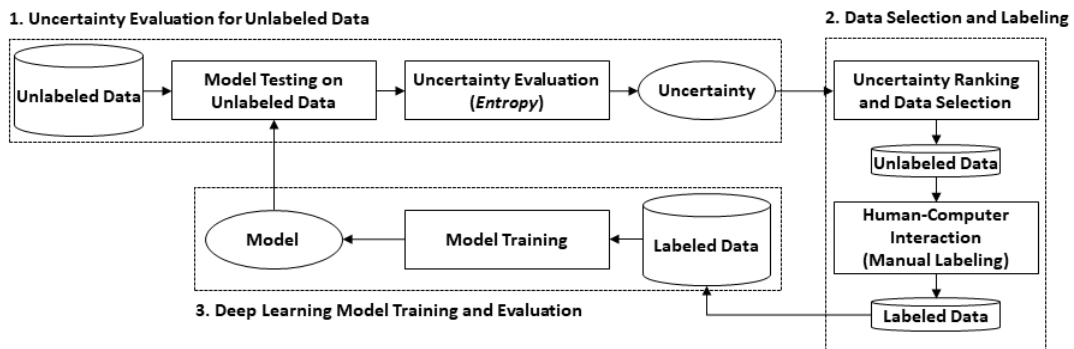 1. Uncertainty Evaluation for Unlabeled Data
2. Data Selection and Labeling
Unlabeled Data
Model Testing on
Unlabeled Data
Uncertainty Evaluation
(Entropy)
Uncertainty
Uncertainty Ranking
and Data Selection
Unlabeled Data
Human-Computer
Interaction
(Manual Labeling)
Labeled Data
Labeled Data
Model Training
Model
3. Deep Learning Model Training and Evaluation